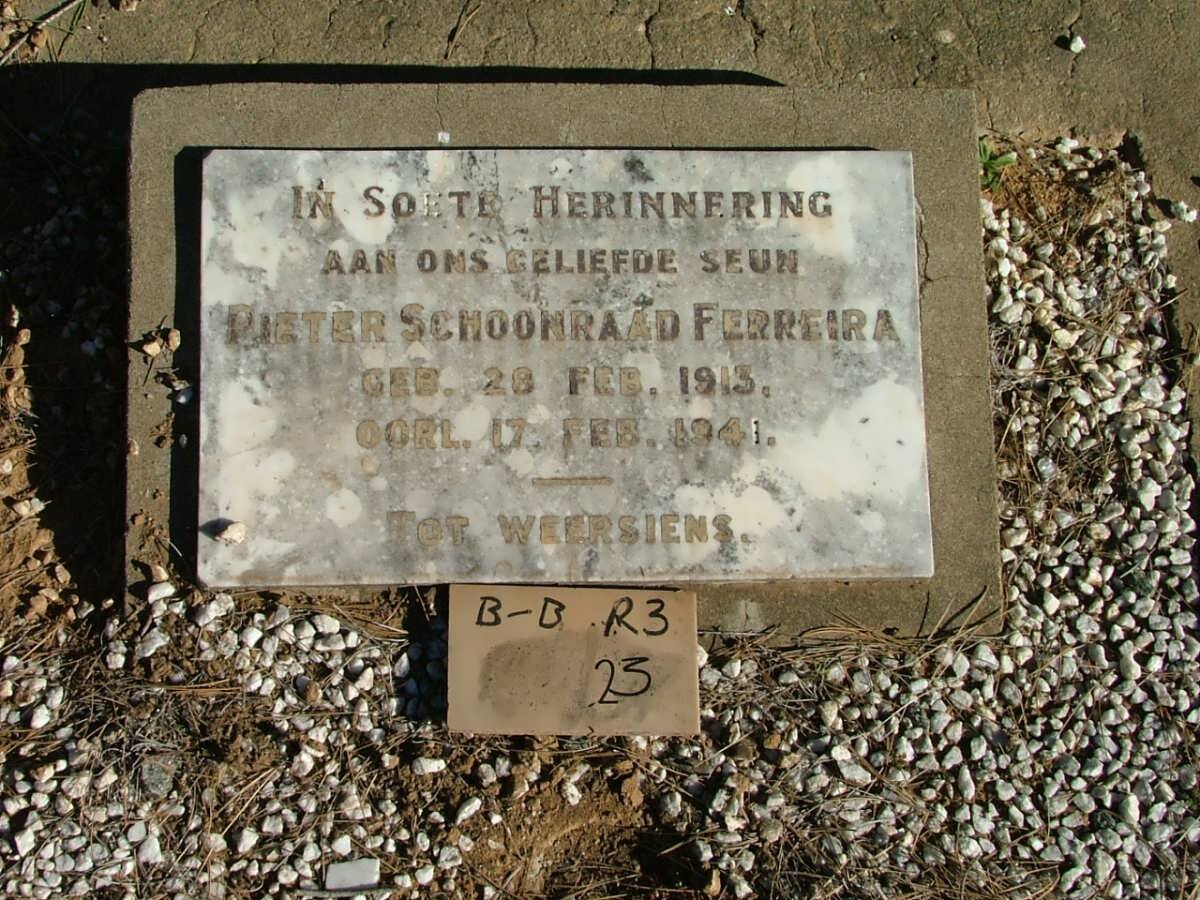 IN SOETE HERINNERING
AAN ONS GELIEFDE SEUN
PIETER SCHOONRAAD FERREIRA
GEB. 28 FEB. 1913.
OORL. 17 FEB. 1941.
TOT WEERSIENS.
B-B R3
23